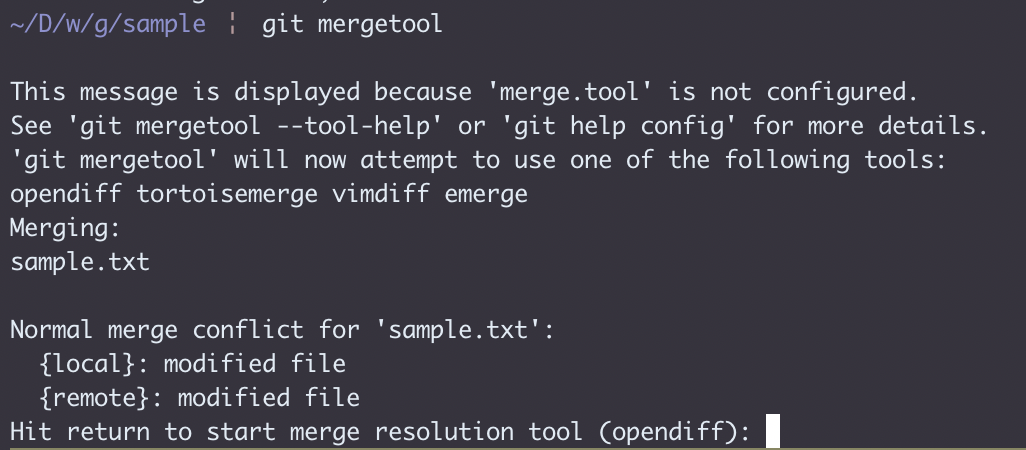 ~/D/w/g/sample ¦ git mergetool
This message is displayed because 'merge.tool' is not configured.
See 'git mergetool --tool-help' or 'git help config' for more details.
'git mergetool' will now attempt to use one of the following tools:
opendiff tortoisemerge vimdiff emerge
Merging:
sample.txt
Normal merge conflict for 'sample.txt':
{local}: modified file
{remote}: modified file
Hit return to start merge resolution tool (opendiff):